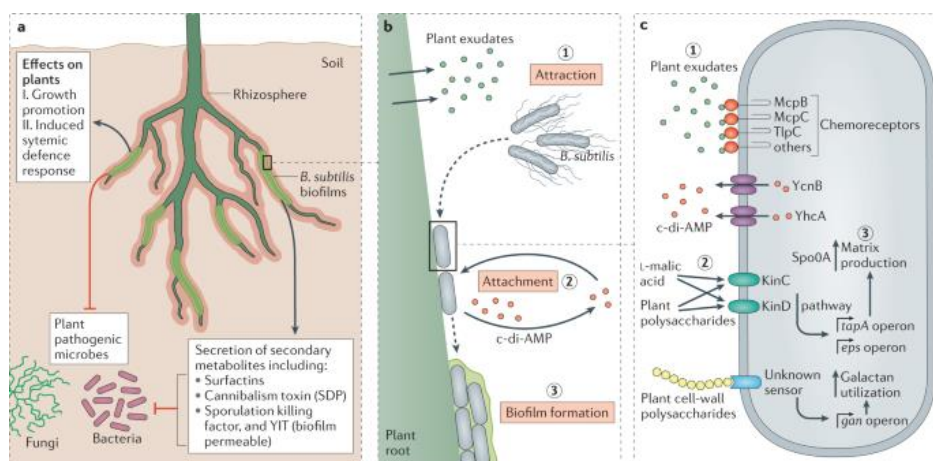 a
Effects on
plants
I. Growth
promotion
II. Induced
sytemic
defence
response
Soil
Rhizosphere
B. subtilis
biofilms
Plant
pathogenic
microbes
Fungi
Bacteria
Secretion of secondary
metabolites including:
• Surfactins
• Cannibalism toxin (SDP)
• Sporulation killing
factor, and YIT (biofilm
permeable)
b
Plant exudates
1
Attraction
B. subtilis
Attachment
2
c-di-AMP
3
Biofilm formation
Plant
root
c
1
Plant exudates
McpB
McpC
TlpC
others
Chemoreceptors
YcnB
YhcA
c-di-AMP
3
Spo0A
Matrix
production
L-malic
acid
2
Plant
polysaccharides
KinC
KinD
pathway
tapA operon
eps operon
Unknown
sensor
Galactan
utilization
Plant cell-wall
polysaccharides
gan operon